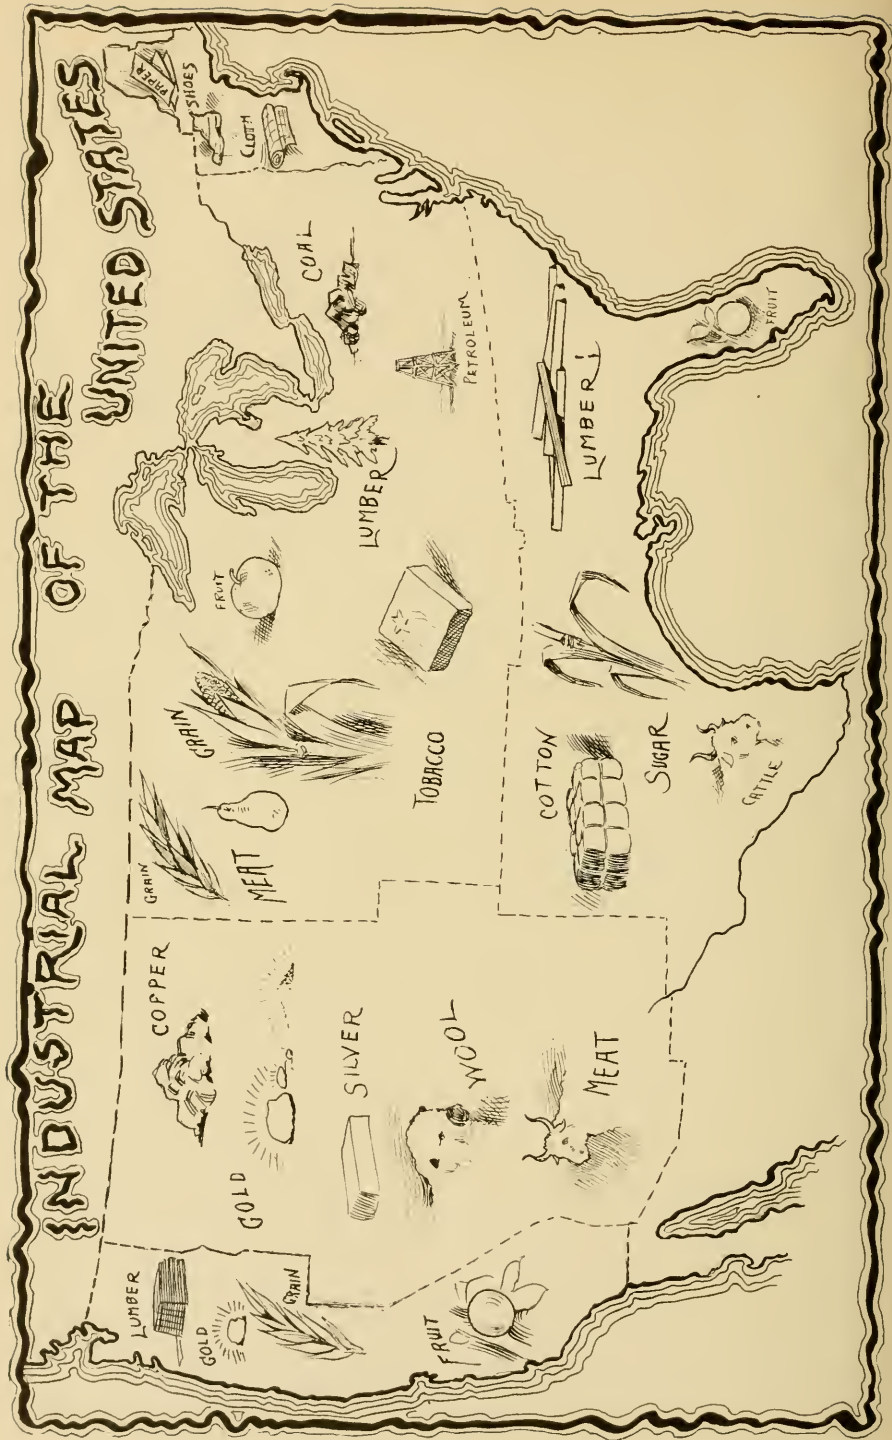 INDUSTRIAL MAP OF THE
UNITED STATES
LUMBER
GOLD
GRAIN
FRUIT
COPPER
GOLD
SILVER
WOOL
MEAT
GRAIN
GRAIN
MEAT
TOBACCO
FRUIT
LUMBER
PETROLEUM
COAL
PAPER
SHOES
CLOTH
COTTON
SUGAR
CATTLE
LUMBER
FRUIT